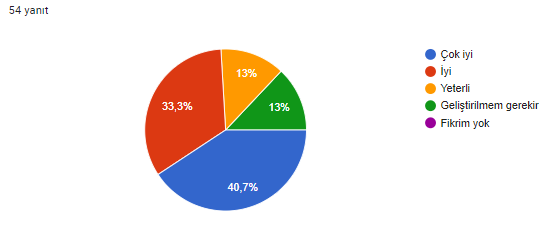 54 yanıt
Çok iyi
İyi
Yeterli
Geliştirilmem gerekir
Fikrim yok
13%
13%
33,3%
40,7%